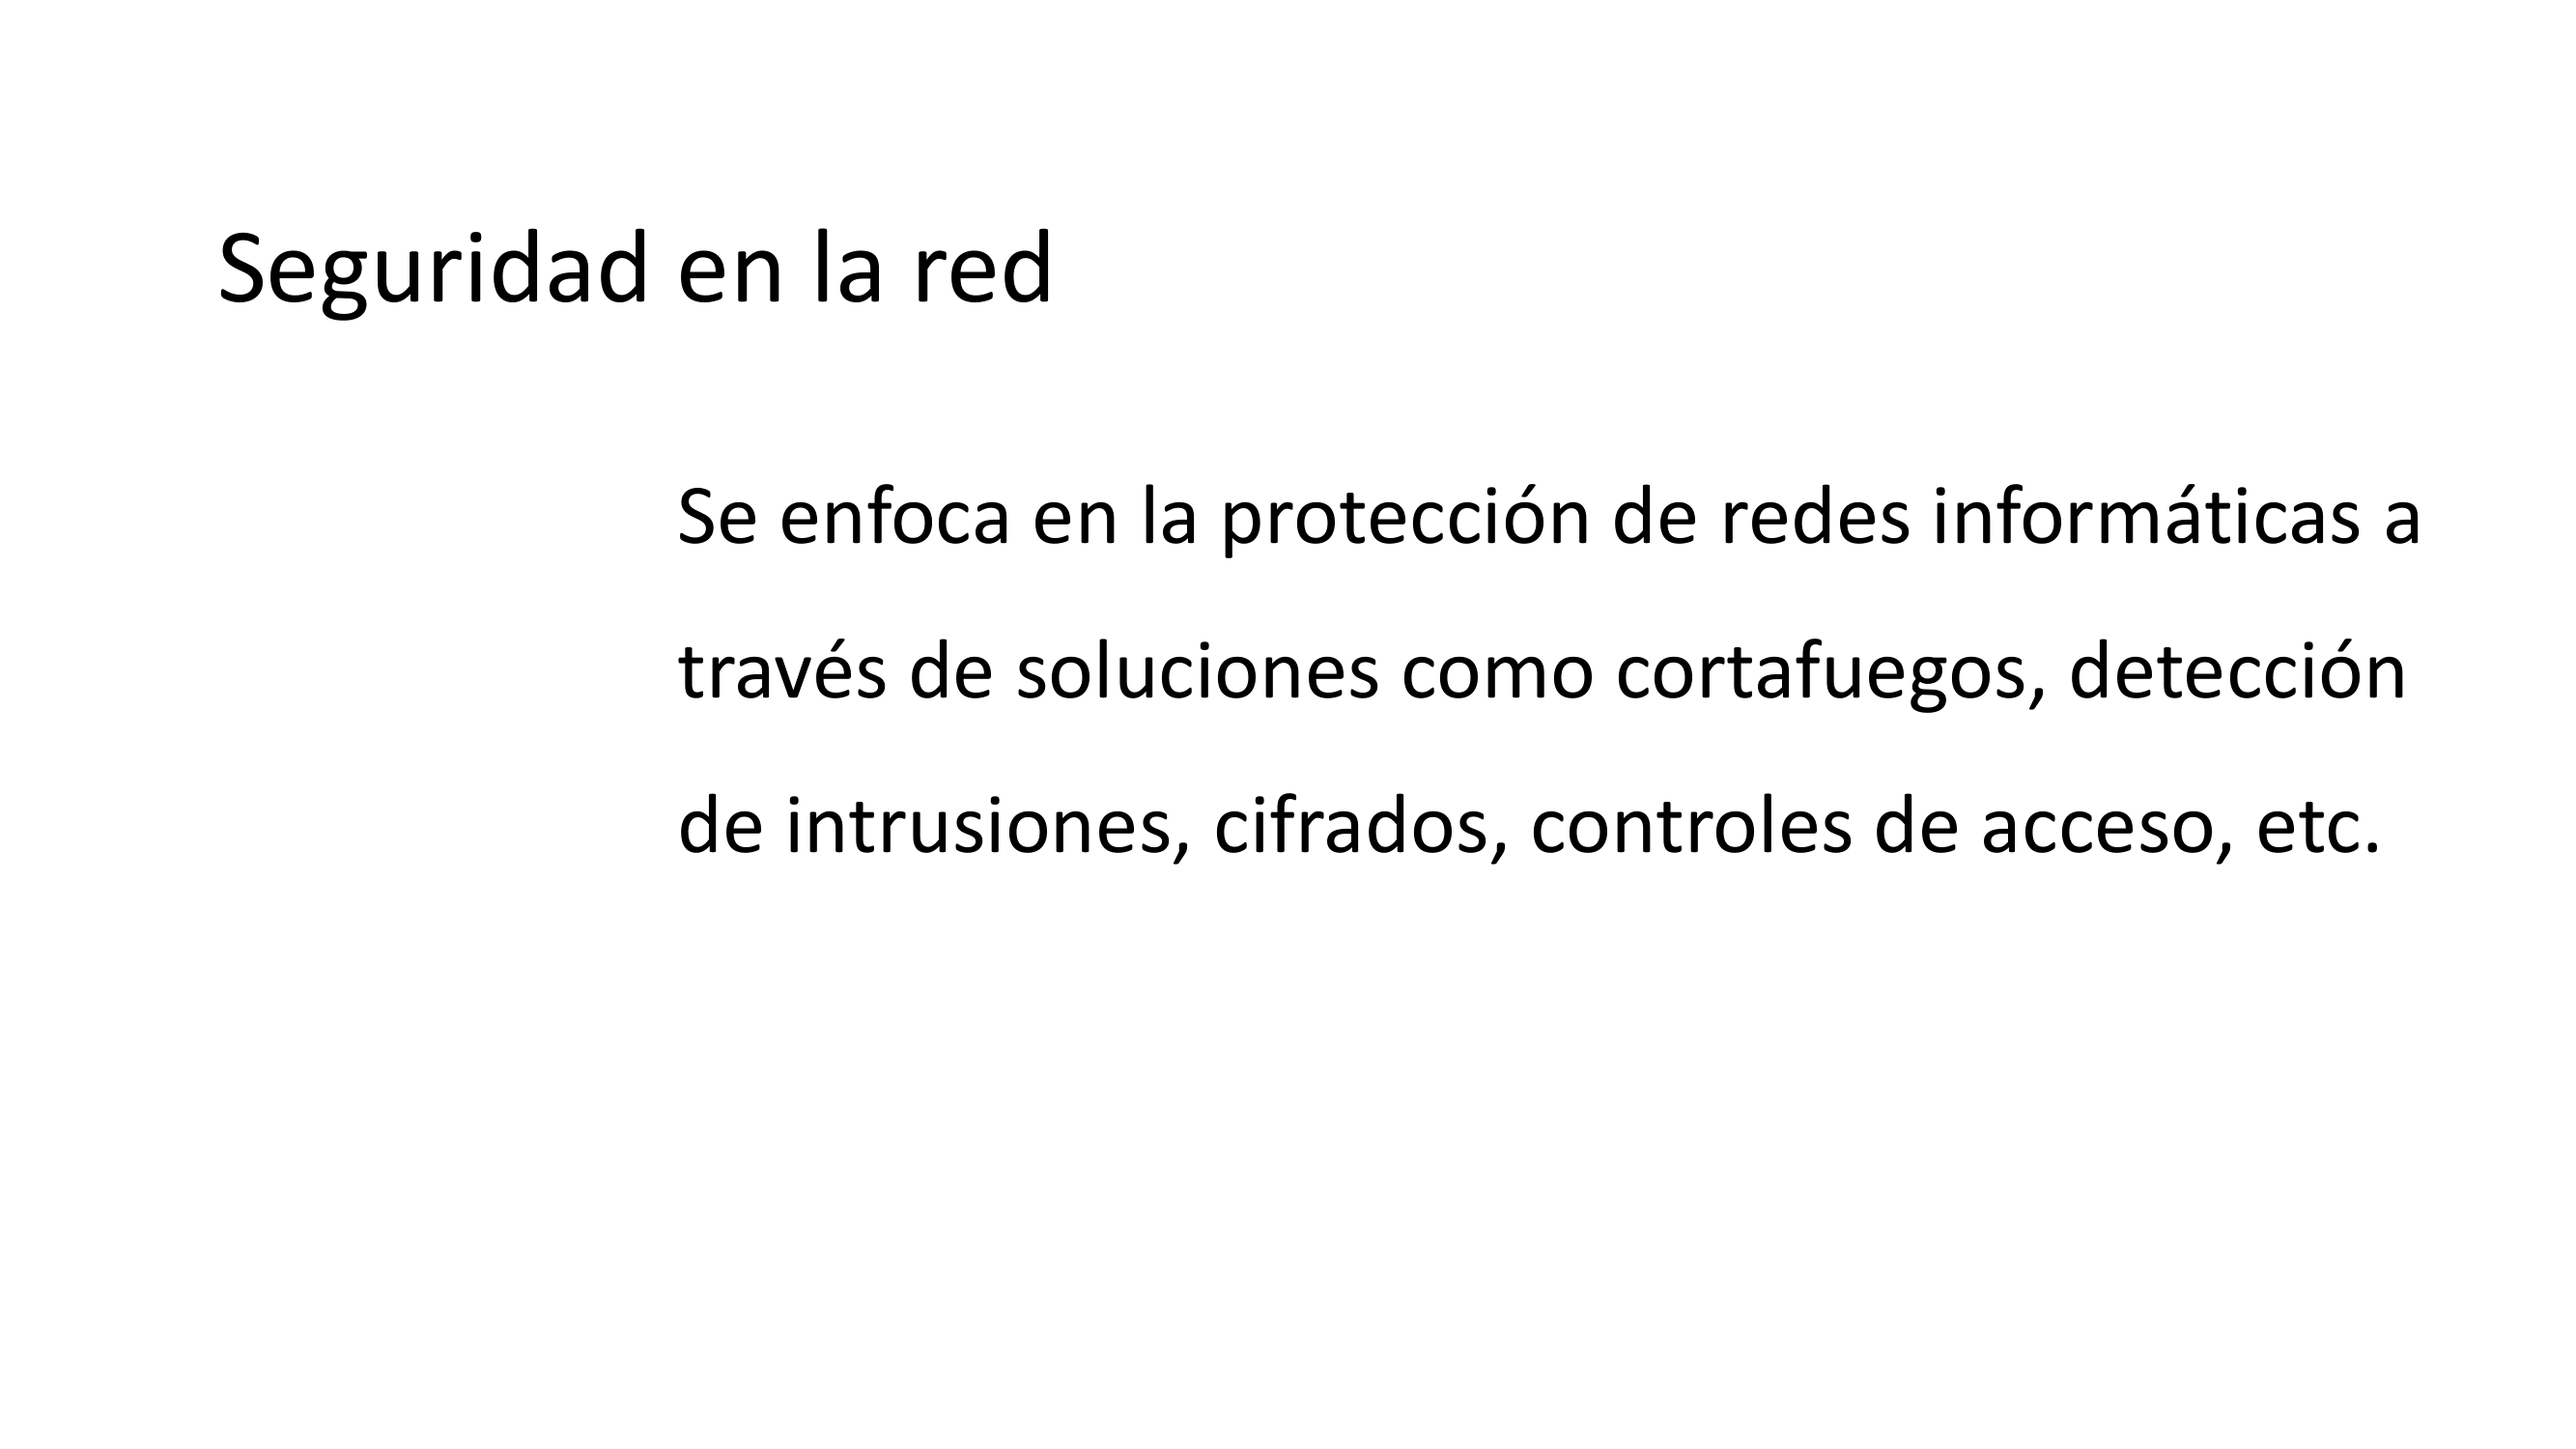 Seguridad en la red
Se enfoca en la protección de redes informáticas a
través de soluciones como cortafuegos, detección
de intrusiones, cifrados, controles de acceso, etc.